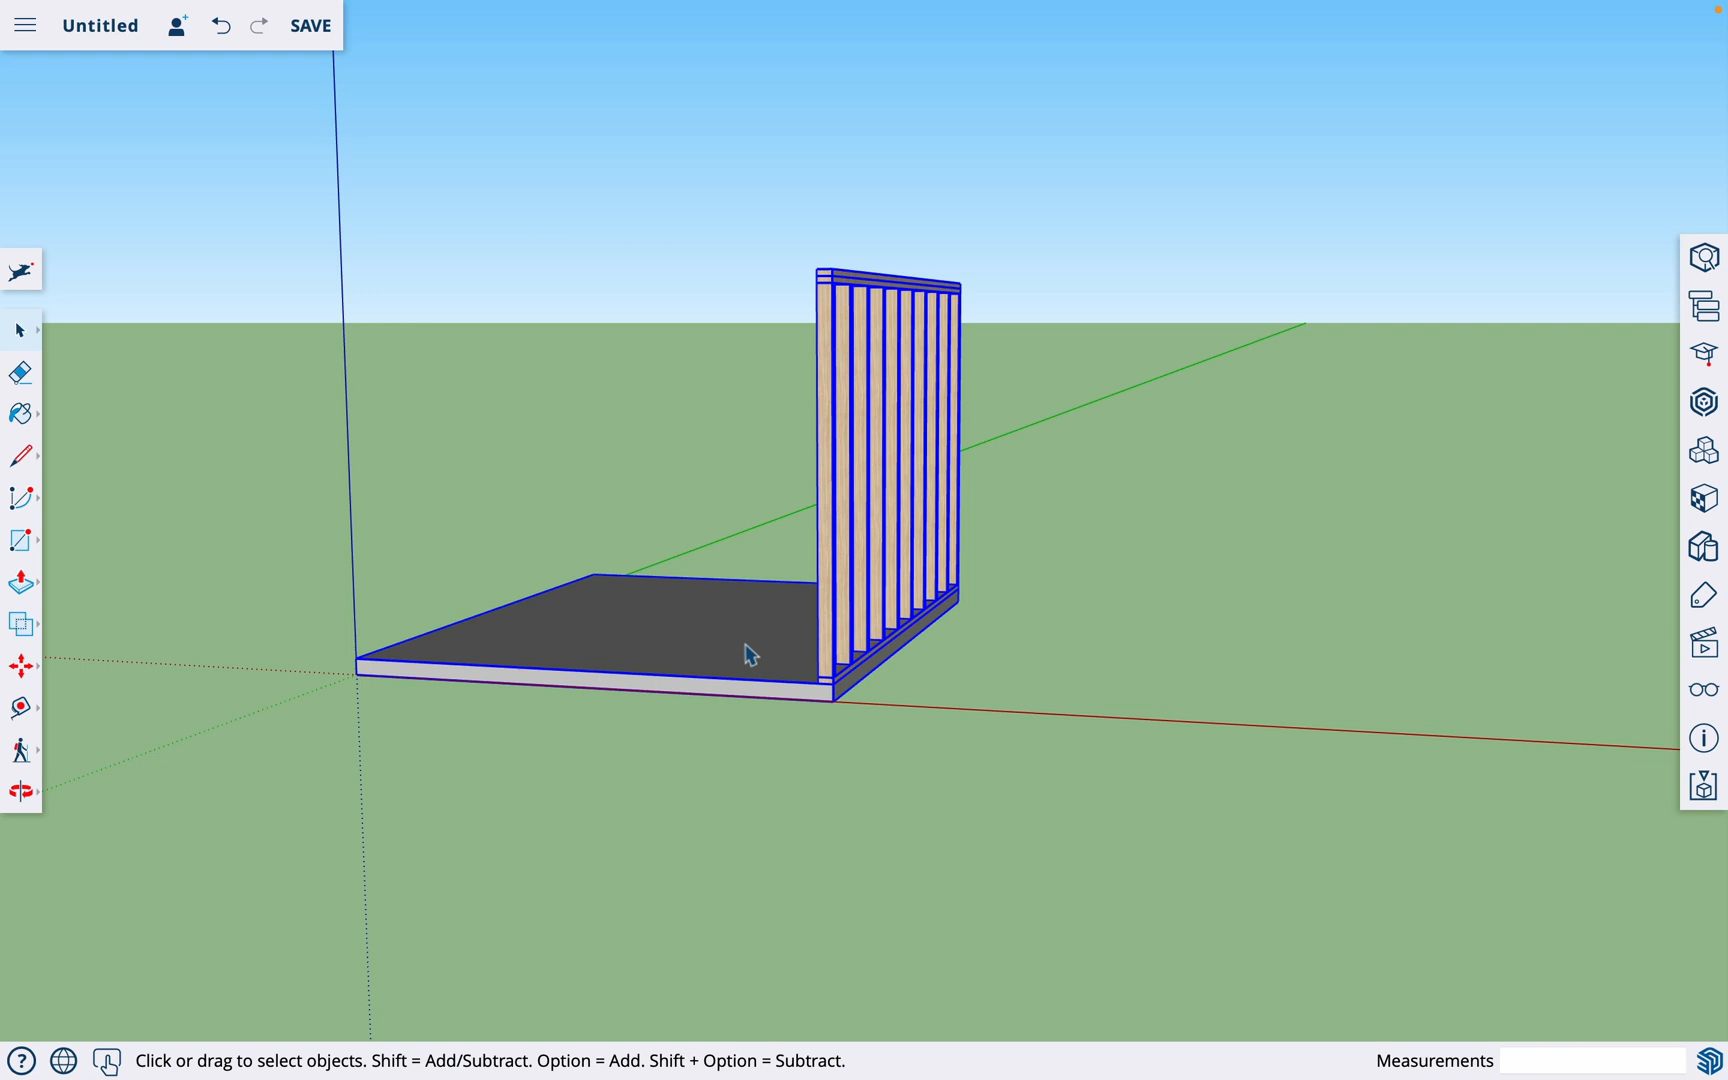 Untitled
SAVE
Click or drag to select objects. Shift = Add/Subtract. Option = Add. Shift + Option = Subtract.
Measurements